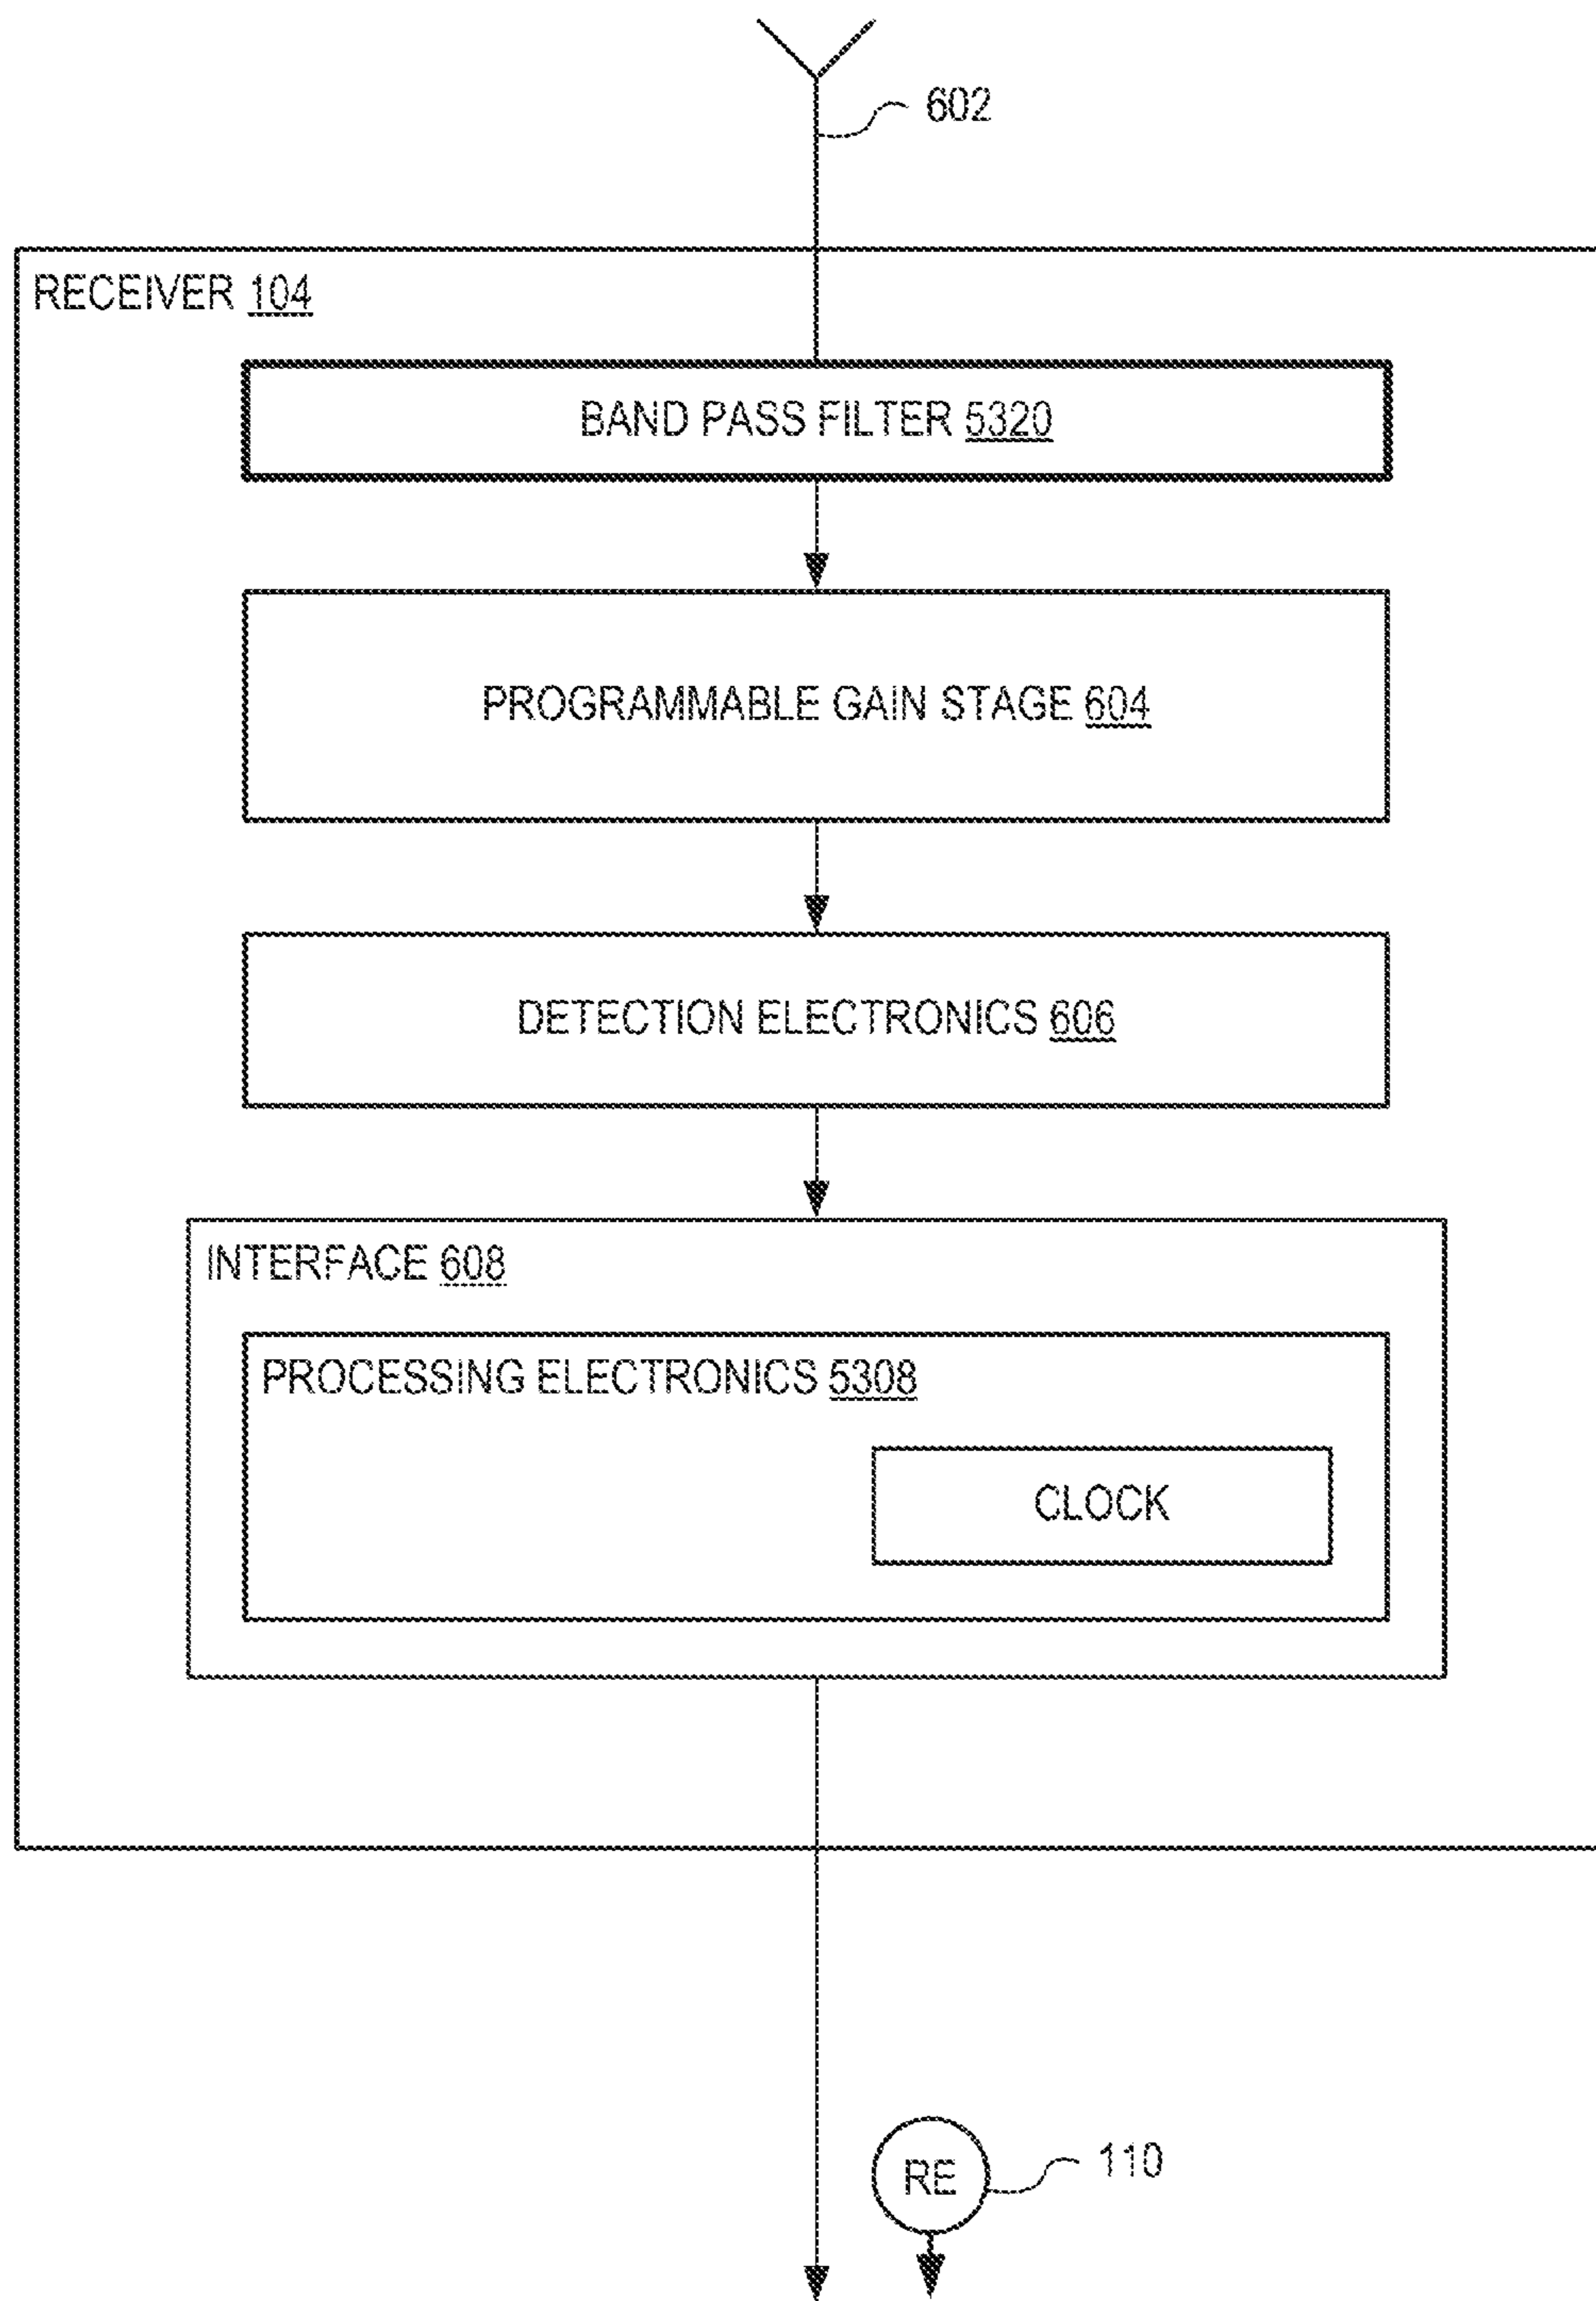 602
RECEIVER 104
BAND PASS FILTER 5320
PROGRAMMABLE GAIN STAGE 604
DETECTION ELECTRONICS 606
INTERFACE 608
PROCESSING ELECTRONICS 5308
CLOCK
RE
110